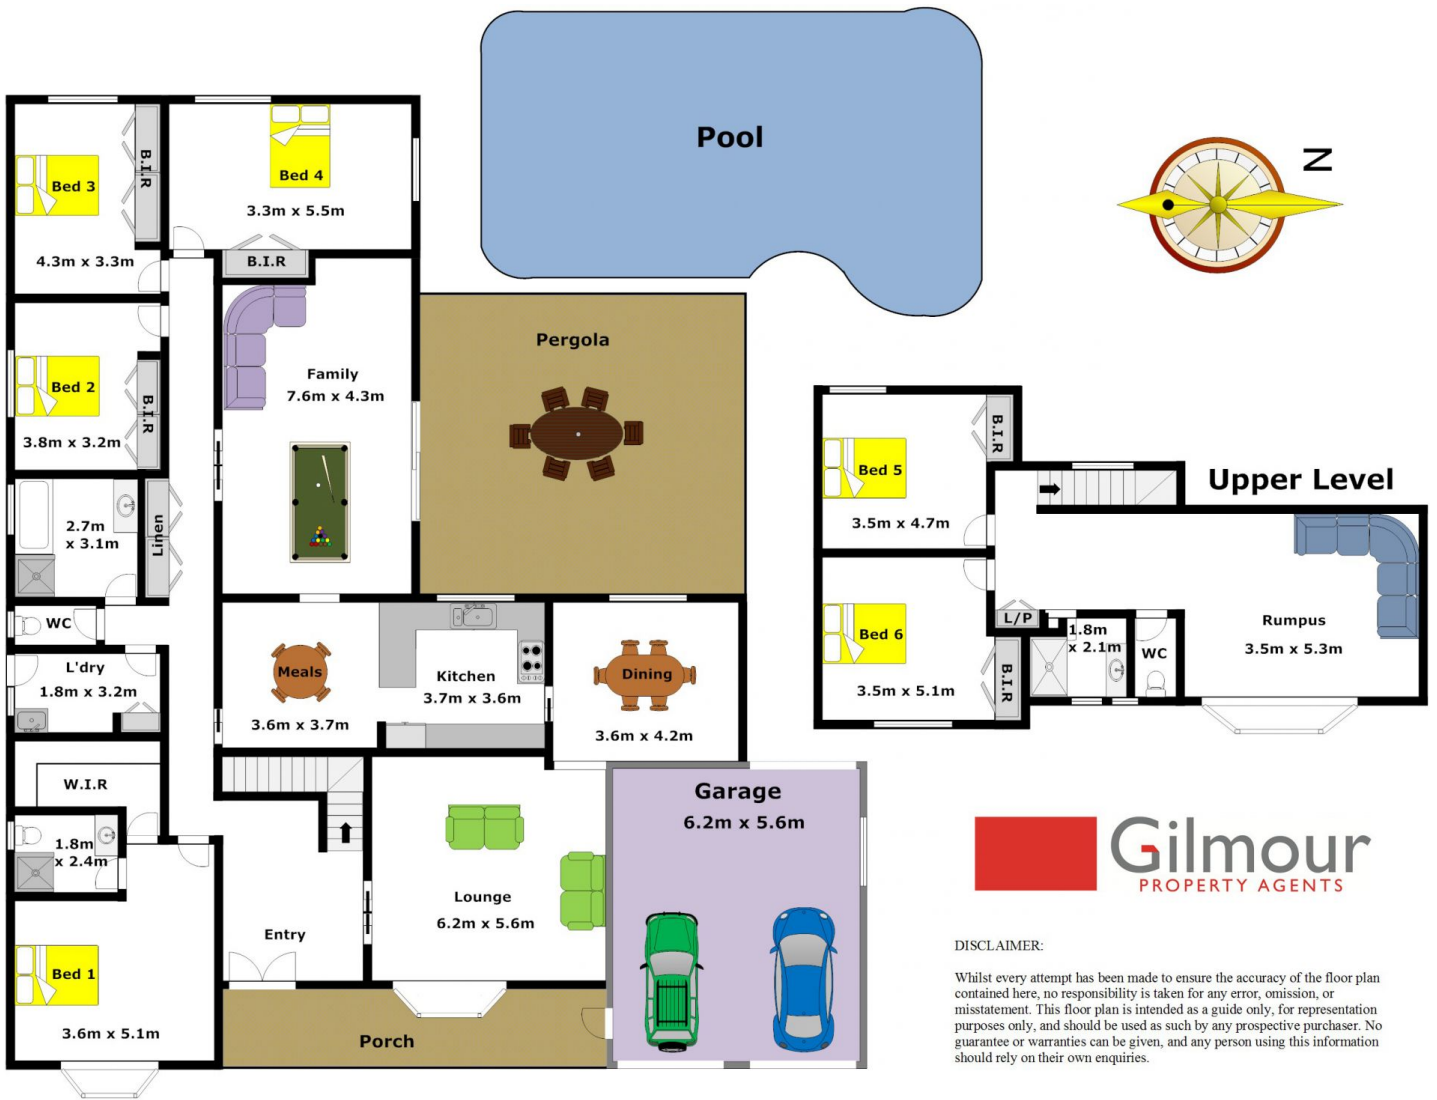 Pool
N
Bed 3
4.3m x 3.3m
B.I.R
Bed 4
3.3m x 5.5m
B.I.R
Bed 2
3.8m x 3.2m
B.I.R
Family
7.6m x 4.3m
Pergola
2.7m
x 3.1m
Linen
WC
L'dry
1.8m x 3.2m
Meals
3.6m x 3.7m
Kitchen
3.7m x 3.6m
Dining
3.6m x 4.2m
W.I.R
1.8m
x 2.4m
Bed 1
3.6m x 5.1m
Entry
Lounge
6.2m x 5.6m
Garage
6.2m x 5.6m
Porch
Upper Level
Bed 5
3.5m x 4.7m
B.I.R
Bed 6
3.5m x 5.1m
B.I.R
L/P
1.8m
x 2.1m
WC
Rumpus
3.5m x 5.3m
Gilmour
PROPERTY AGENTS
DISCLAIMER:
Whilst every attempt has been made to ensure the accuracy of the floor plan
contained here, no responsibility is taken for any error, omission, or
misstatement. This floor plan is intended as a guide only, for representation
purposes only, and should be used as such by any prospective purchaser. No
guarantee or warranties can be given, and any person using this information
should rely on their own enquiries.